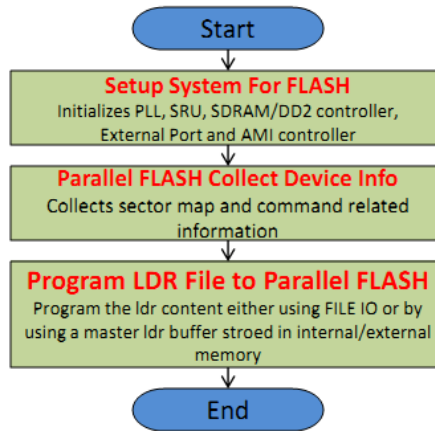 Start
Setup System For FLASH
Initializes PLL, SRU, SDRAM/DD2 controller,
External Port and AMI controller
Parallel FLASH Collect Device Info
Collects sector map and command related
information
Program LDR File to Parallel FLASH
Program the ldr content either using FILE IO or by
using a master ldr buffer stroed in internal/external
memory
End